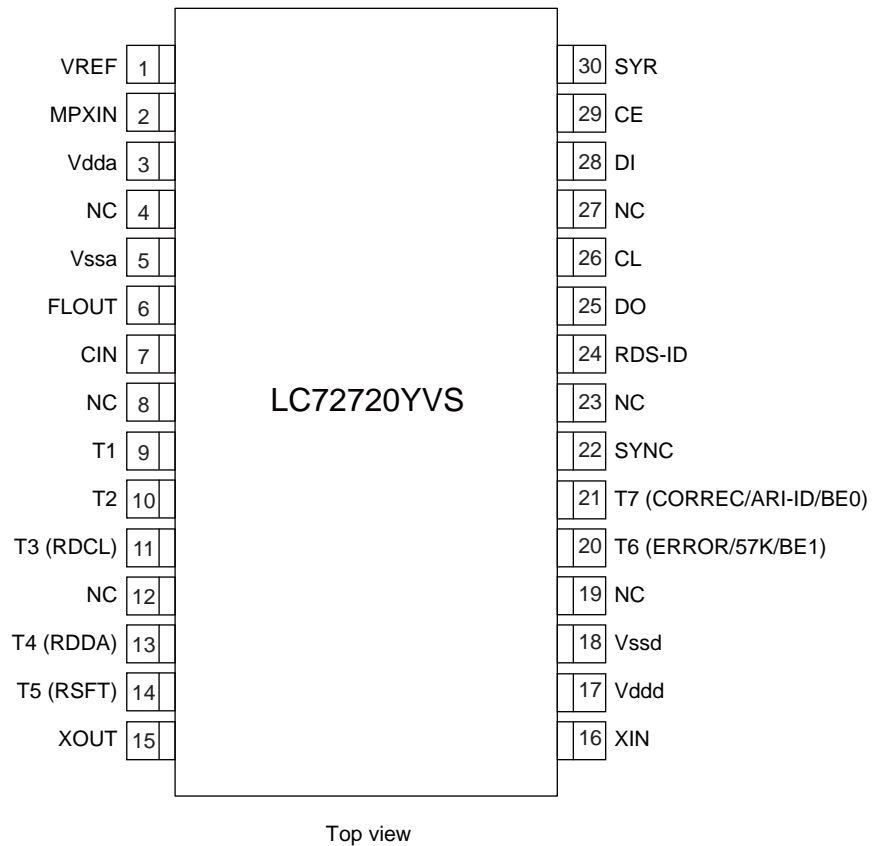 VREF 1
MPXIN 2
Vdda 3
NC 4
Vssa 5
FLOUT 6
CIN 7
NC 8
T1 9
T2 10
T3 (RDCL) 11
NC 12
T4 (RDDA) 13
T5 (RSFT) 14
XOUT 15
LC72720YVS
30 SYR
29 CE
28 DI
27 NC
26 CL
25 DO
24 RDS-ID
23 NC
22 SYNC
21 T7 (CORREC/ARI-ID/BE0)
20 T6 (ERROR/57K/BE1)
19 NC
18 Vssd
17 Vddd
16 XIN
Top view